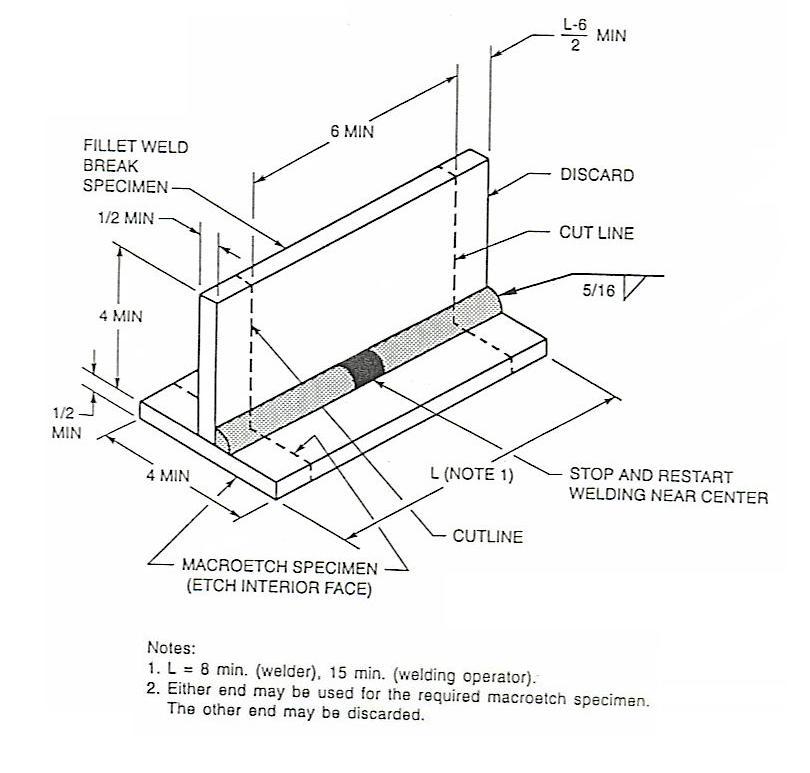 L-6
2
MIN
6 MIN
FILLET WELD
BREAK
SPECIMEN
DISCARD
1/2 MIN
CUT LINE
5/16
4 MIN
1/2
MIN
4 MIN
L (NOTE 1)
STOP AND RESTART
WELDING NEAR CENTER
CUTLINE
MACROETCH SPECIMEN
(ETCH INTERIOR FACE)
Notes:
1. L = 8 min. (welder), 15 min. (welding operator).
2. Either end may be used for the required macroetch specimen.
The other end may be discarded.